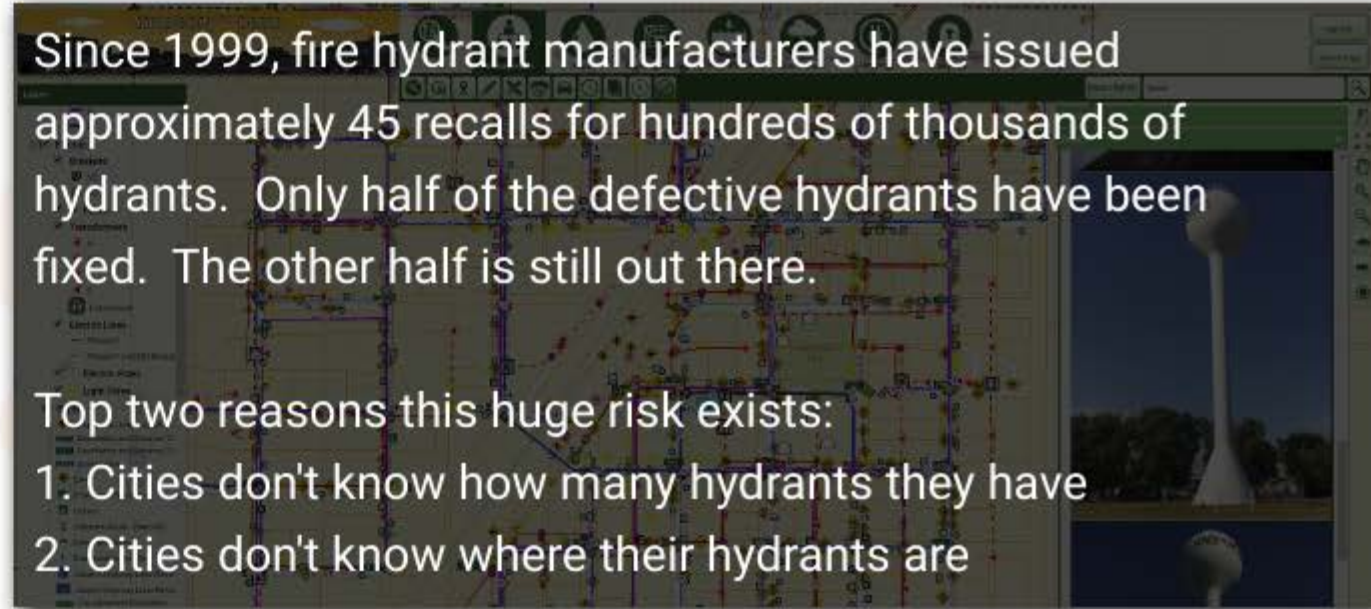 Since 1999, fire hydrant manufacturers have issued
approximately 45 recalls for hundreds of thousands of
hydrants.  Only half of the defective hydrants have been
fixed.  The other half is still out there.
Top two reasons this huge risk exists:
1. Cities don't know how many hydrants they have
2. Cities don't know where their hydrants are
Transformers